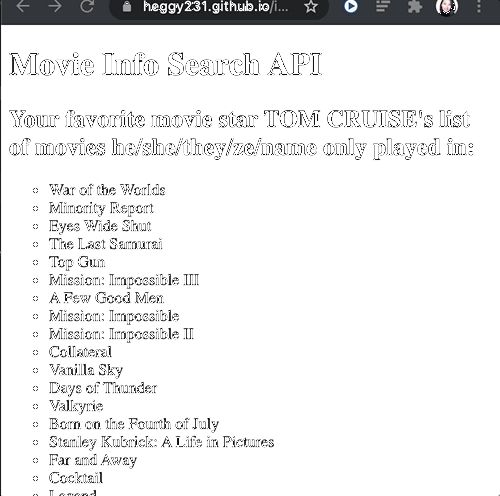 heggy231.github.io/i...
Movie Info Search API
Your favorite movie star TOM CRUISE's list
of movies he/she/they/ze/name only played in:
War of the Worlds
Minority Report
Eyes Wide Shut
The Last Samurai
Top Gun
Mission: Impossible III
A Few Good Men
Mission: Impossible
Mission: Impossible II
Collateral
Vanilla Sky
Days of Thunder
Valkyrie
Born on the Fourth of July
Stanley Kubrick: A Life in Pictures
Far and Away
Cocktail
Legend